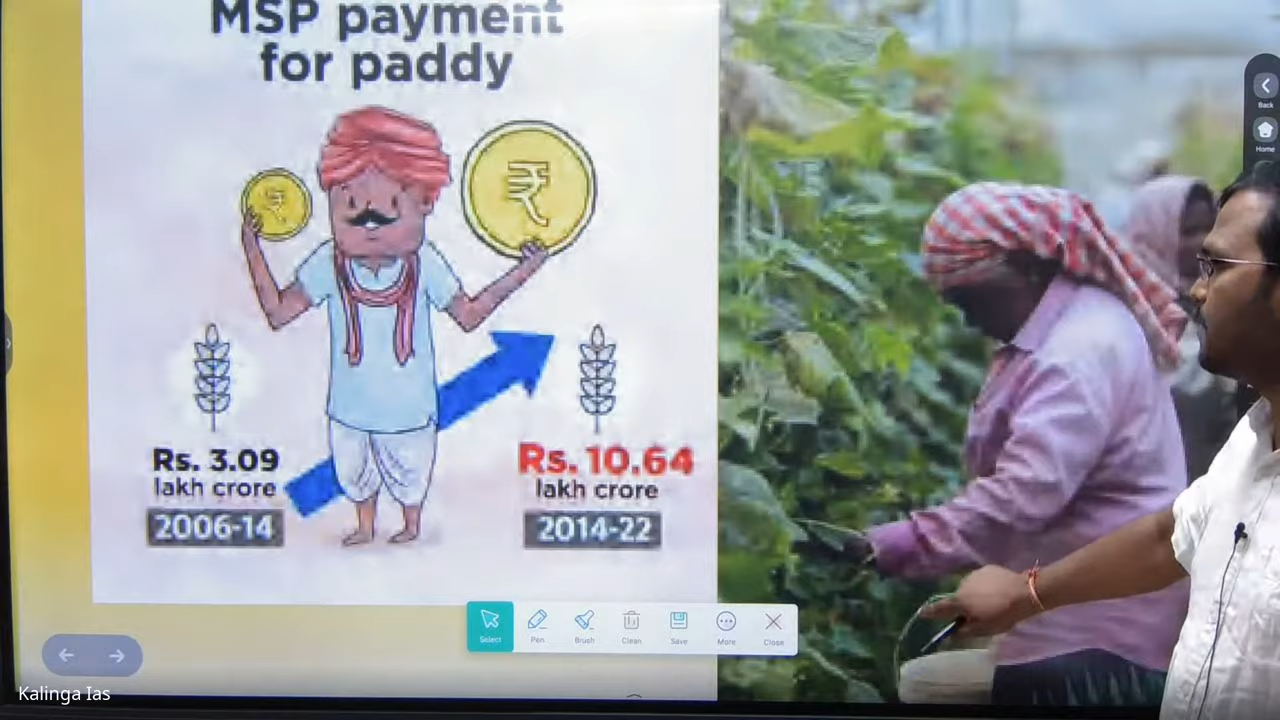 MSP payment
for paddy
₹
₹
Rs. 3.09
lakh crore
2006-14
Rs. 10.64
lakh crore
2014-22
Back
Home
Select
Pen
Brush
Clean
Save
More
Close
Kalinga Ias